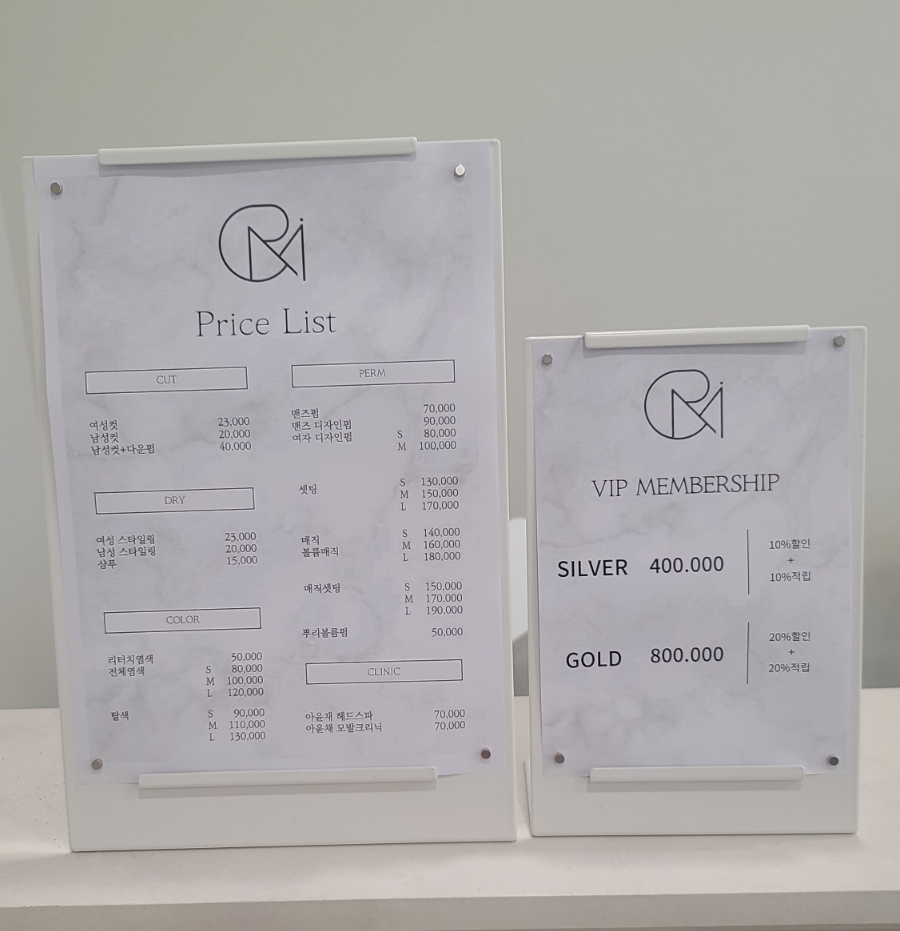 Price List
CUT
여성컷 23,000
남성컷 20,000
남성컷+다운펌 40,000
DRY
여성 스타일링 23,000
남성 스타일링 20,000
샴푸 15,000
COLOR
리터치염색 50,000
전체염색 S 80,000
M 100,000
L 120,000
탈색 S 90,000
M 110,000
L 130,000
PERM
맨즈펌 70,000
맨즈 디자인펌 90,000
여자 디자인펌 S 80,000
M 100,000
셋팅 S 130,000
M 150,000
L 170,000
매직 S 140,000
볼륨매직 M 160,000
L 180,000
매직셋팅 S 150,000
M 170,000
L 190,000
뿌리볼륨펌 50,000
CLINIC
아윤채 헤드스파 70,000
아윤채 모발크리닉 70,000
VIP MEMBERSHIP
SILVER 400.000 10%할인
+
10%적립
GOLD 800.000 20%할인
+
20%적립